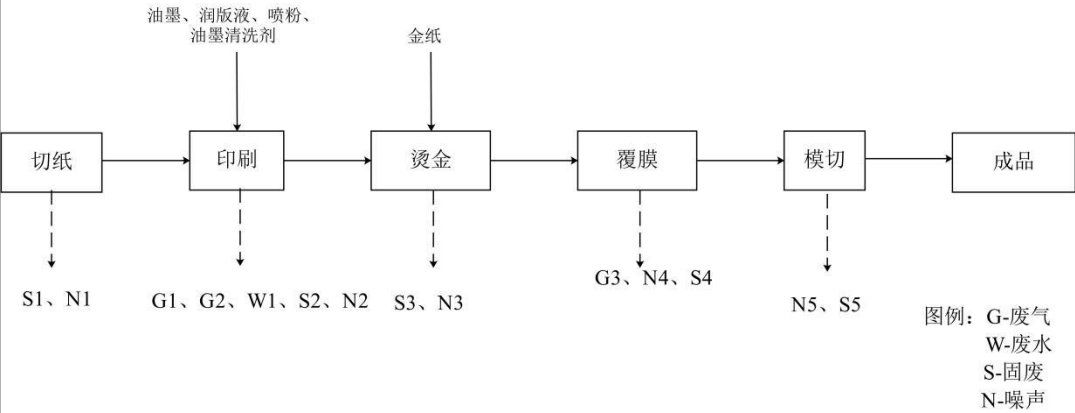 油墨、润版液、喷粉、
油墨清洗剂
金纸
切纸
印刷
烫金
覆膜
模切
成品
S1、N1
G1、G2、W1、S2、N2
S3、N3
G3、N4、S4
N5、S5
图例：G-废气
W-废水
S-固废
N-噪声